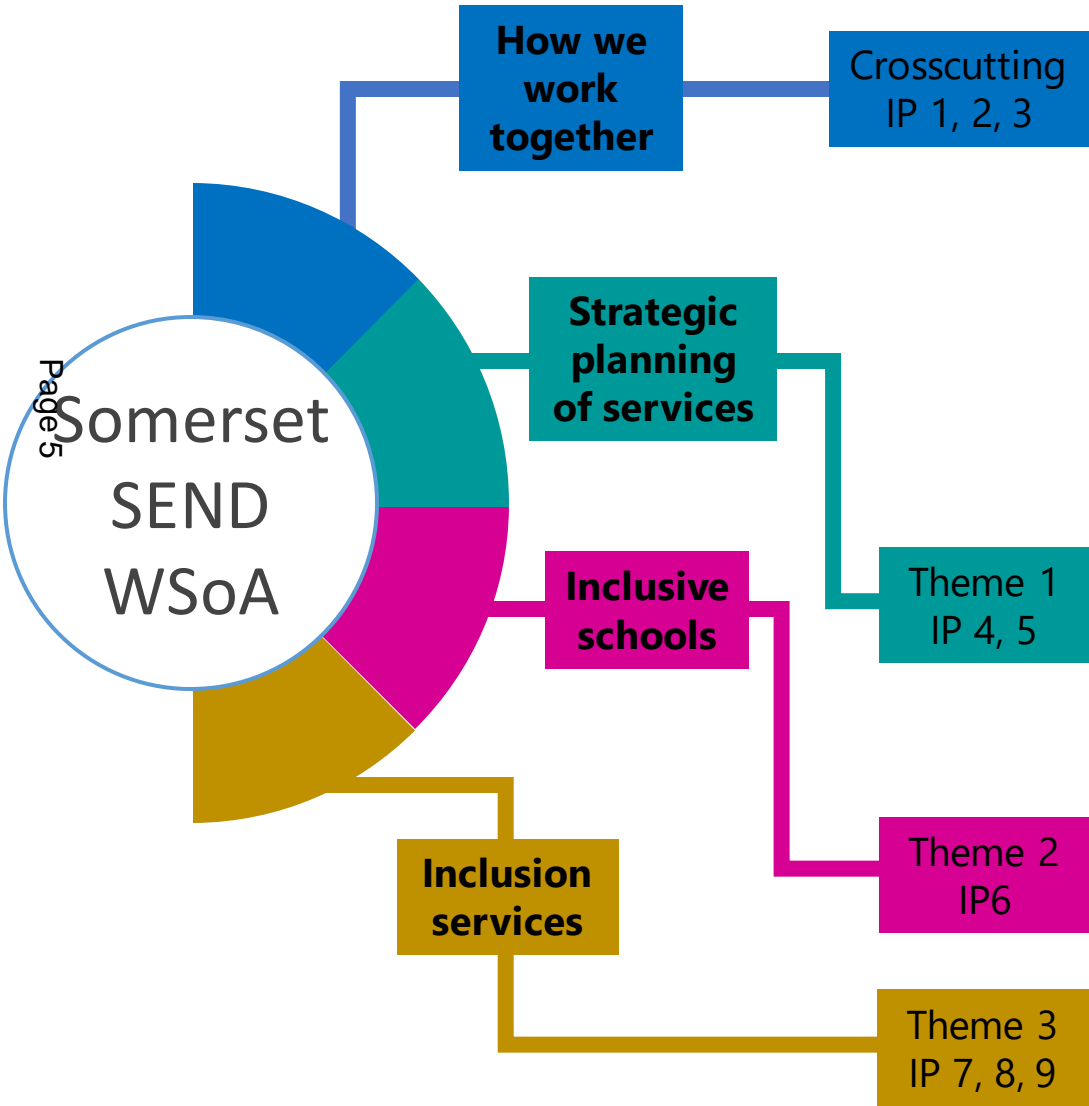 How we
work
together
Crosscutting
IP 1, 2, 3
Strategic
planning
of services
Page 5
Somerset
SEND
WSoA
Inclusive
schools
Theme 1
IP 4, 5
Inclusion
services
Theme 2
IP6
Theme 3
IP 7, 8, 9